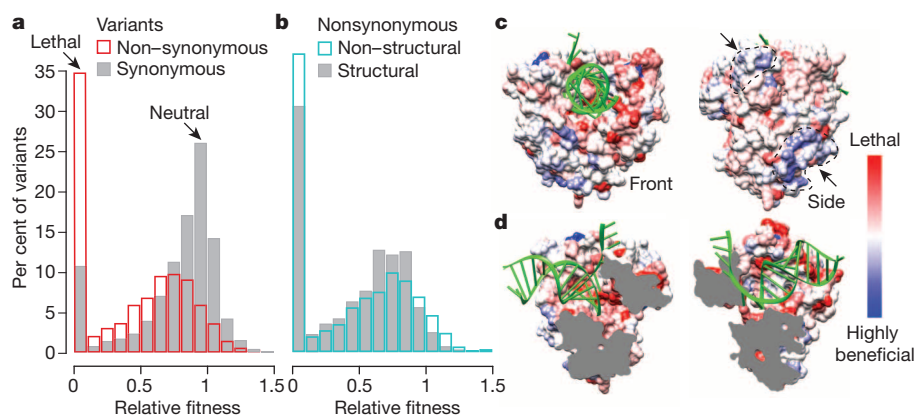 a
Variants
Lethal
Non–synonymous
Synonymous
Neutral
Per cent of variants
35
30
25
20
15
10
5
0
0
0.5
1
1.5
Relative fitness
b
Nonsynonymous
Non–structural
Structural
0
0.5
1
1.5
Relative fitness
c
Front
Side
d
Lethal
Highly
beneficial